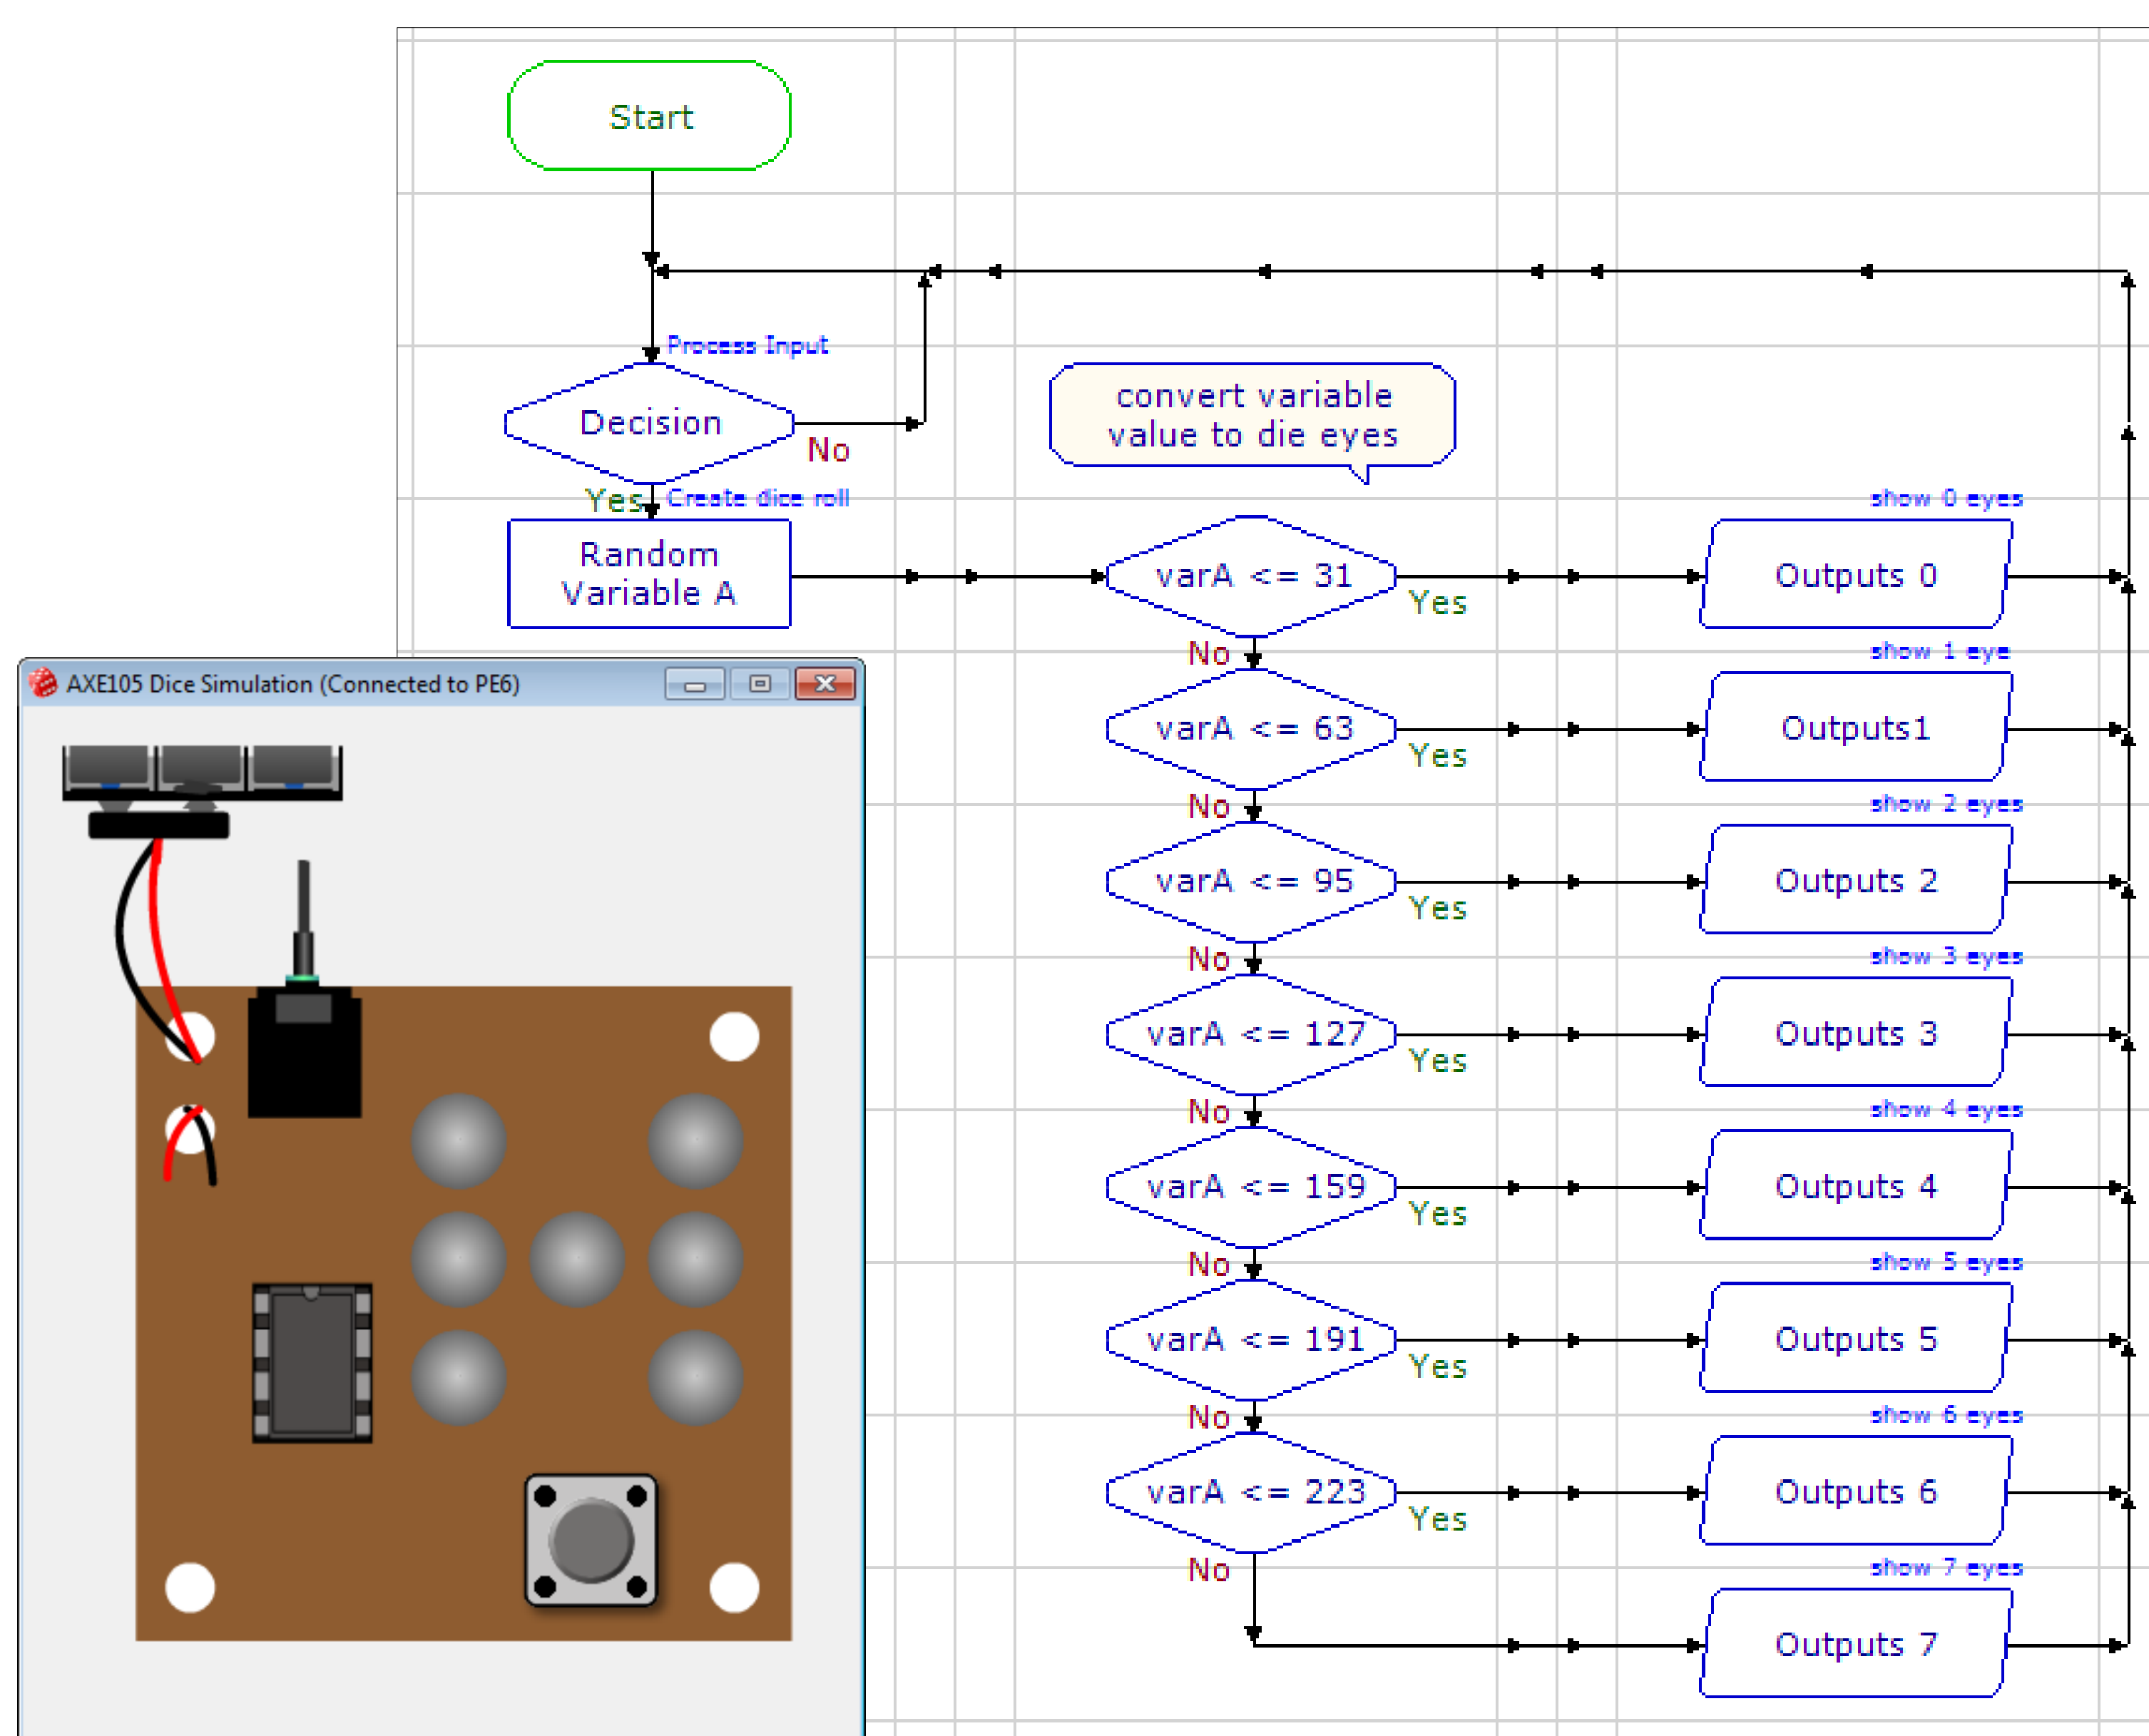 Start
Process Input
Decision
No
Yes
Create dice roll
Random
Variable A
convert variable
value to die eyes
varA <= 31
Yes
No
show 0 eyes
Outputs 0
varA <= 63
Yes
No
show 1 eye
Outputs1
varA <= 95
Yes
No
show 2 eyes
Outputs 2
varA <= 127
Yes
No
show 3 eyes
Outputs 3
varA <= 159
Yes
No
show 4 eyes
Outputs 4
varA <= 191
Yes
No
show 5 eyes
Outputs 5
varA <= 223
Yes
No
show 6 eyes
Outputs 6
show 7 eyes
Outputs 7
AXE105 Dice Simulation (Connected to PE6)